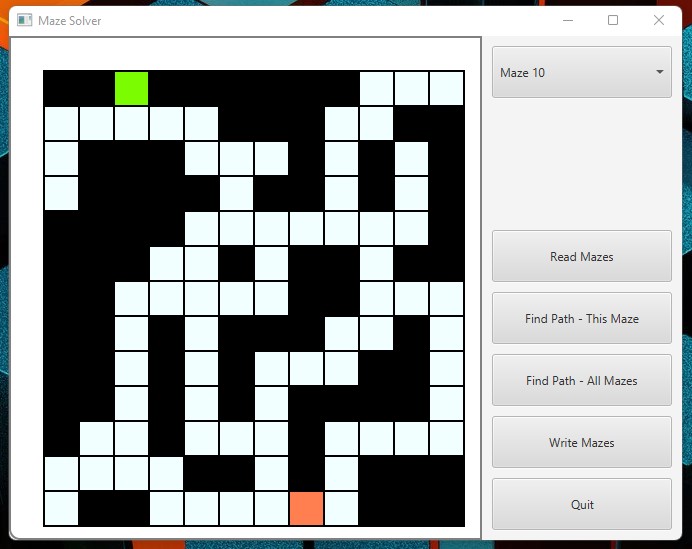 Maze Solver
Maze 10
Read Mazes
Find Path - This Maze
Find Path - All Mazes
Write Mazes
Quit